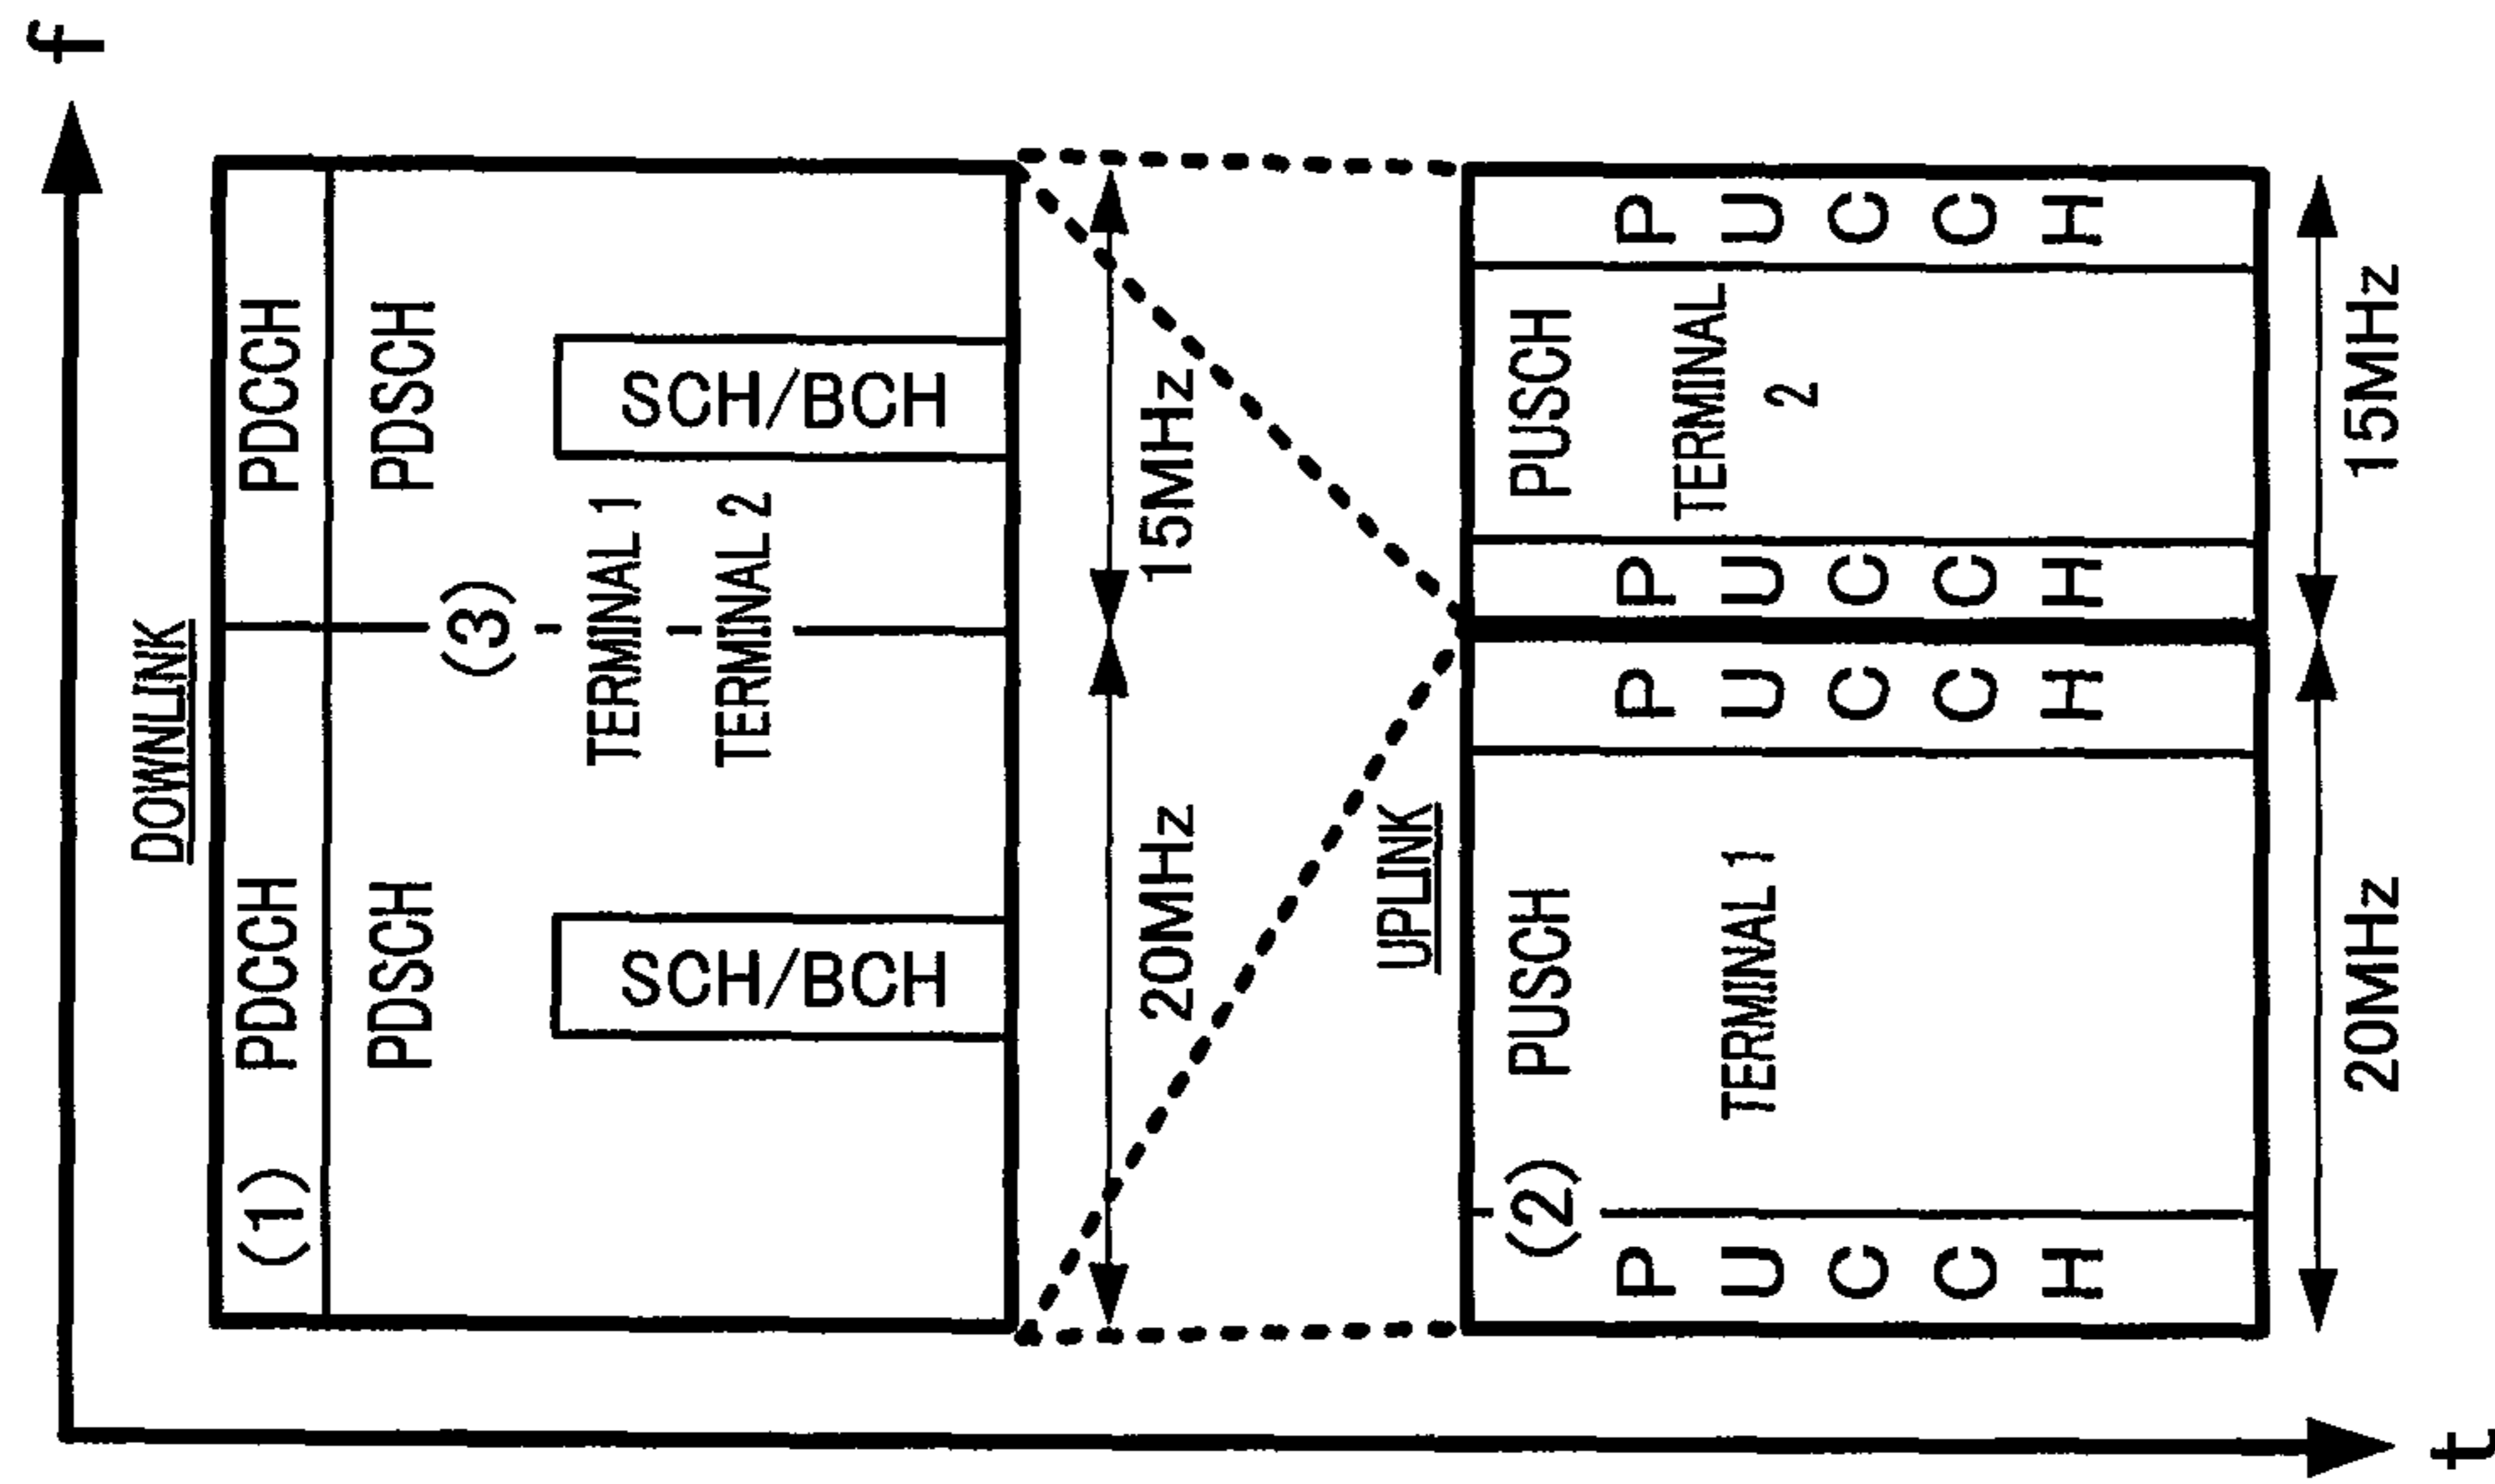 f
DOWNLINK
(1) PDCCH
PDCCH
PDSCH
PDSCH
(3)
TERMINAL 1
TERMINAL 2
SCH/BCH
SCH/BCH
20MHz
15MHz
UPLINK
(2) PUSCH
PUSCH
TERMINAL 1
TERMINAL
2
PUCCH
PUCCH
PUCCH
PUCCH
20MHz
15MHz
t